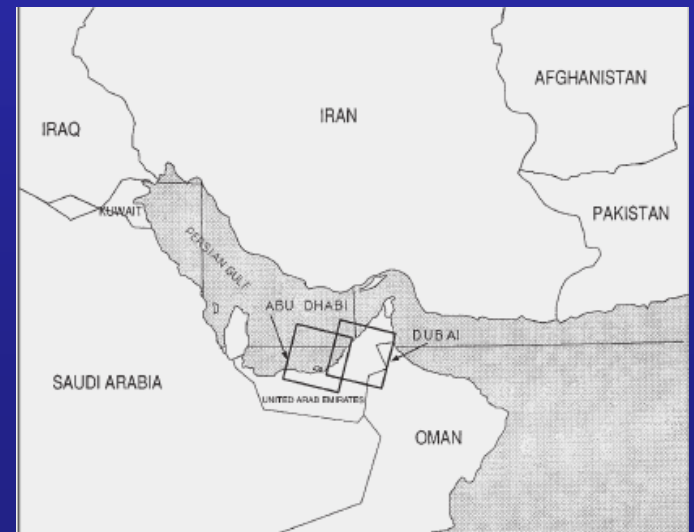 AFGHANISTAN
IRAN
IRAQ
PAKISTAN
KUWAIT
PERSIAN GULF
ABU DHABI
DUBAI
SAUDI ARABIA
UNITED ARAB EMIRATES
OMAN